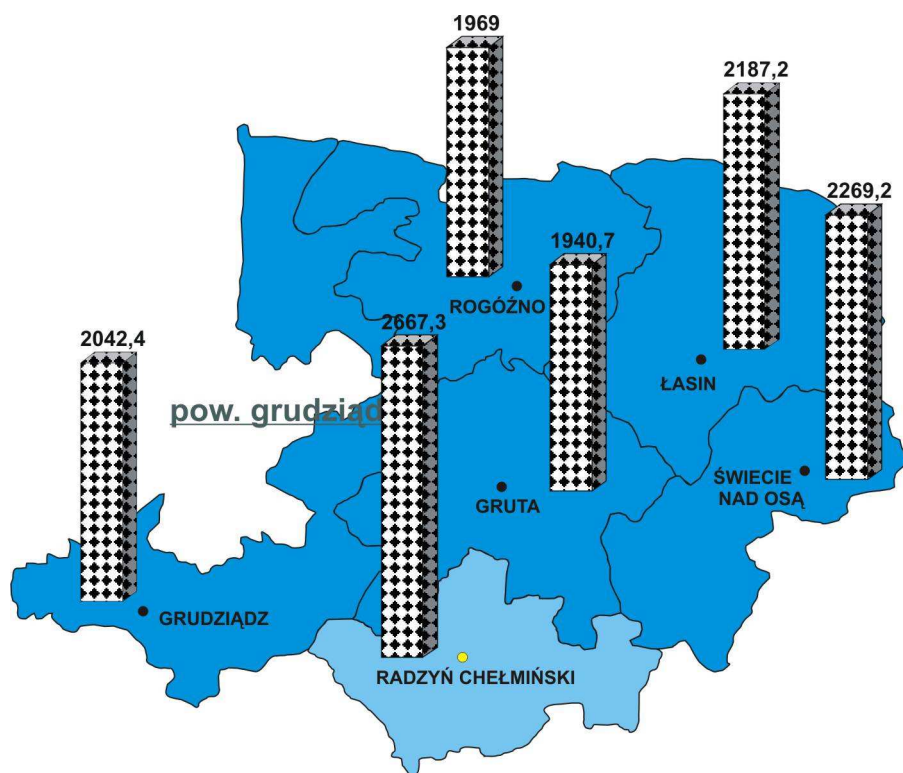 1969
2187,2
2269,2
1940,7
ROGÓŹNO
2667,3
2042,4
ŁASIN
pow. grudziąd
ŚWIECIE
NAD OSĄ
GRUTA
GRUDZIĄDZ
RADZYŃ CHEŁMIŃSKI